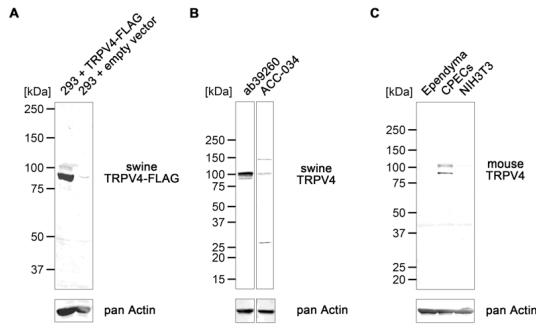 A
293 + TRPV4-FLAG
293 + empty vector
[kDa]
250
150
100
75
50
37
swine
TRPV4-FLAG
pan Actin
B
ab39260
ACC-034
[kDa]
250
150
100
75
50
37
25
20
15
swine
TRPV4
pan Actin
C
Ependyma
CPECs
NIH3T3
[kDa]
250
150
100
75
50
37
25
20
mouse
TRPV4
pan Actin